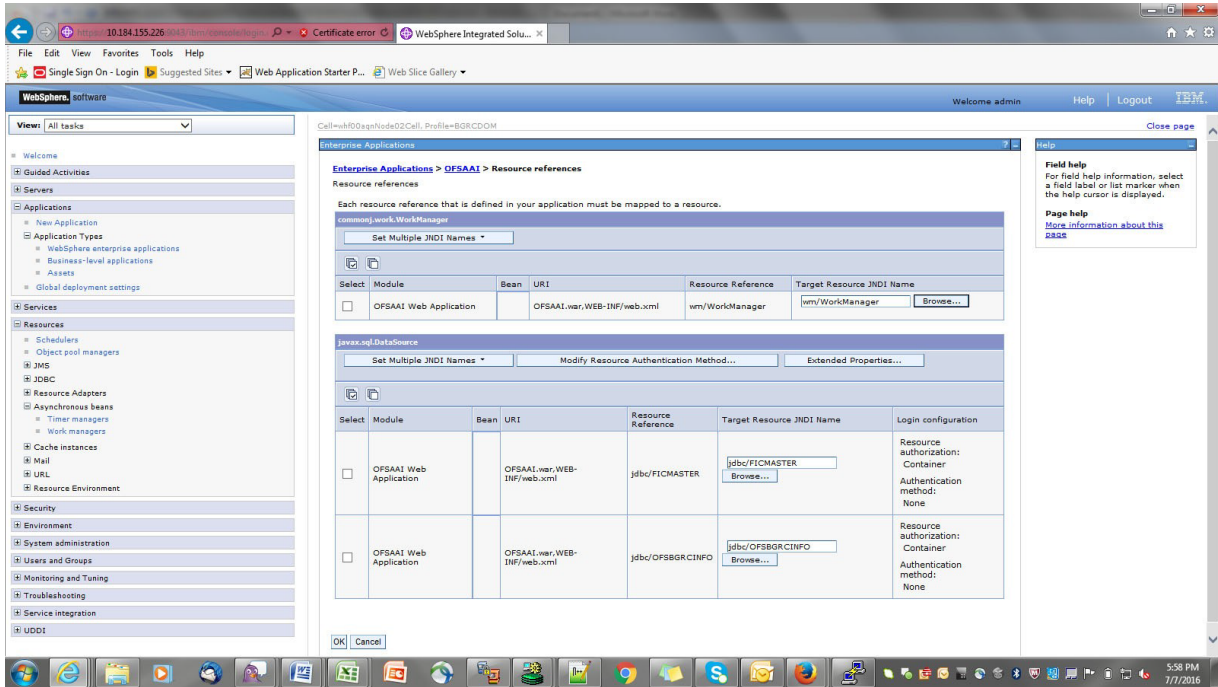 https://10.184.155.226:9043/ibm/console/login.
Certificate error
WebSphere Integrated Solu...
File Edit View Favorites Tools Help
Single Sign On - Login Suggested Sites Web Application Starter P... Web Slice Gallery
WebSphere. software
Welcome admin Help Logout IBM.
View: All tasks
Welcome
Guided Activities
Servers
Applications
New Application
Application Types
WebSphere enterprise applications
Business-level applications
Assets
Global deployment settings
Services
Resources
Schedulers
Object pool managers
JMS
JDBC
Resource Adapters
Asynchronous beans
Timer managers
Work managers
Cache instances
Mail
URL
Resource Environment
Security
Environment
System administration
Users and Groups
Monitoring and Tuning
Troubleshooting
Service integration
UDDI
Cell=whf00aqnNode02Cell, Profile=BGRCDOM
Close page
Enterprise Applications
Enterprise Applications > OFSAAI > Resource references
Resource references
Each resource reference that is defined in your application must be mapped to a resource.
commonj.work.WorkManager
Set Multiple JNDI Names
Select Module Bean URI Resource Reference Target Resource JNDI Name
OFSAAI Web Application OFSAAI.war,WEB-INF/web.xml wm/WorkManager wm/WorkManager Browse...
javax.sql.DataSource
Set Multiple JNDI Names Modify Resource Authentication Method... Extended Properties...
Select Module Bean URI Resource Reference Target Resource JNDI Name Login configuration
OFSAAI Web Application OFSAAI.war,WEB-INF/web.xml jdbc/FICMASTER jdbc/FICMASTER Browse... Resource authorization: Container Authentication method: None
OFSAAI Web Application OFSAAI.war,WEB-INF/web.xml jdbc/OFSBGRCINFO jdbc/OFSBGRCINFO Browse... Resource authorization: Container Authentication method: None
OK Cancel
Help
Field help
For field help information, select
a field label or list marker when
the help cursor is displayed.
Page help
More information about this
page
5:58 PM
7/7/2016